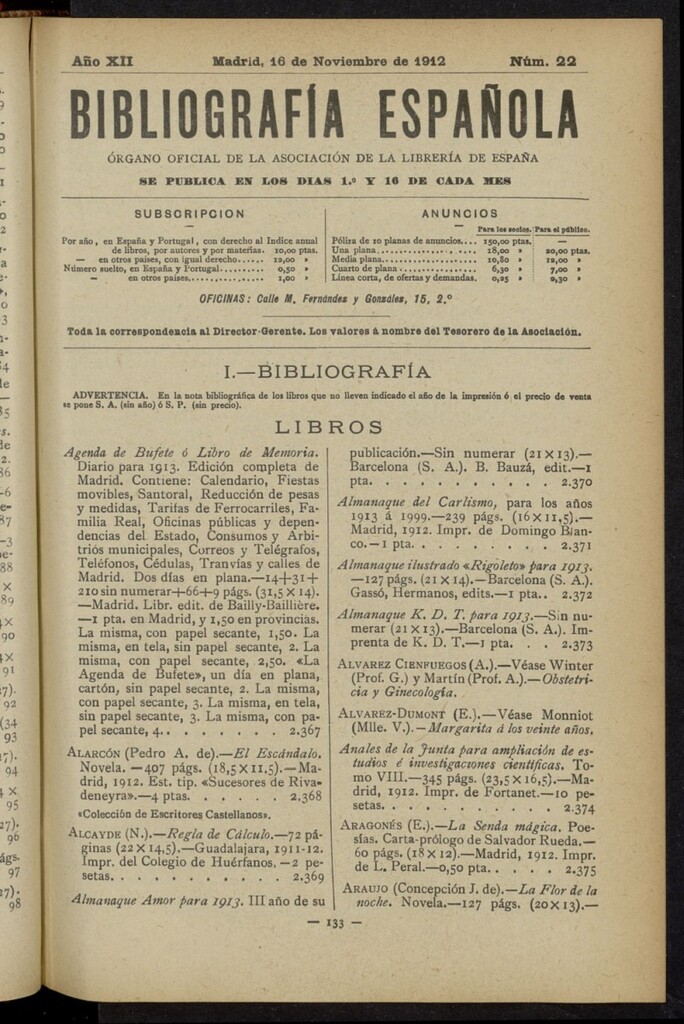 Año XII
Madrid, 16 de Noviembre de 1912
Núm. 22
BIBLIOGRAFÍA ESPAÑOLA
ÓRGANO OFICIAL DE LA ASOCIACIÓN DE LA LIBRERÍA DE ESPAÑA
SE PUBLICA EN LOS DIAS 1.º Y 16 DE CADA MES
SUBSCRIPCION
Por año, en España y Portugal, con derecho al Indice anual
de libros, por autores y por materias. 10,00 ptas.
— en otros países, con igual derecho...... 12,00 »
Número suelto, en España y Portugal......... 0,50 »
— en otros países............... 1,00 »
ANUNCIOS
Para los socios. Para el público.
Póliza de 10 planas de anuncios.... 150,00 ptas. —
Una plana.................... 18,00 » 20,00 ptas.
Media plana.................. 10,80 » 12,00 »
Cuarto de plana............... 6,30 » 7,00 »
Línea corta, de ofertas y demandas. 0,25 » 0,30 »
OFICINAS: Calle M. Fernández y González, 15, 2.º
Toda la correspondencia al Director-Gerente. Los valores á nombre del Tesorero de la Asociación.
I.—BIBLIOGRAFÍA
ADVERTENCIA. En la nota bibliográfica de los libros que no lleven indicado el año de la impresión ó el precio de venta
se pone S. A. (sin año) ó S. P. (sin precio).
LIBROS
Agenda de Bufete ó Libro de Memoria.
Diario para 1913. Edición completa de
Madrid. Contiene: Calendario, Fiestas
movibles, Santoral, Reducción de pesas
y medidas, Tarifas de Ferrocarriles, Fa-
milia Real, Oficinas públicas y depen-
dencias del Estado, Consumos y Arbi-
trios municipales, Correos y Telégrafos,
Teléfonos, Cédulas, Tranvías y calles de
Madrid. Dos días en plana.—14+31+
210 sin numerar+66+9 págs. (31,5 × 14).
—Madrid. Libr. edit. de Bailly-Baillière.
—1 pta. en Madrid, y 1,50 en provincias.
La misma, con papel secante, 1,50. La
misma, en tela, sin papel secante, 2. La
misma, con papel secante, 2,50. «La
Agenda de Bufete», un día en plana,
cartón, sin papel secante, 2. La misma,
con papel secante, 3. La misma, en tela,
sin papel secante, 3. La misma, con pa-
pel secante, 4. . . . . . . . . 2.367
ALARCÓN (Pedro A. de).—El Escándalo.
Novela. — 407 págs. (18,5 × 11,5).— Ma-
drid, 1912. Est. tip. «Sucesores de Riva-
deneyra».—4 ptas. . . . . . 2.368
«Colección de Escritores Castellanos».
ALCAYDE (N.).—Regla de Cálculo.—72 pá-
ginas (22 × 14,5).—Guadalajara, 1911-12.
Impr. del Colegio de Huérfanos. — 2 pe-
setas. . . . . . . . . . . 2.369
Almanaque Amor para 1913. III año de su
publicación.—Sin numerar (21 × 13).—
Barcelona (S. A.). B. Bauzá, edit.—1
pta. . . . . . . . . . . . 2.370
Almanaque del Carlismo, para los años
1913 á 1999.—239 págs. (16 × 11,5).—
Madrid, 1912. Impr. de Domingo Blan-
co.—1 pta. . . . . . . . . 2.371
Almanaque ilustrado «Rigoleto» para 1913.
—127 págs. (21 × 14).—Barcelona (S. A.).
Gassó, Hermanos, edits.—1 pta.. . 2.372
Almanaque K. D. T. para 1913.—Sin nu-
merar (21 × 13).—Barcelona (S. A.). Im-
prenta de K. D. T.—1 pta. . . . 2.373
ALVAREZ CIENFUEGOS (A.).—Véase Winter
(Prof. G.) y Martín (Prof. A.).—Obstetri-
cia y Ginecología.
ALVAREZ-DUMONT (E.).—Véase Monniot
(Mlle. V.).—Margarita á los veinte años.
Anales de la Junta para ampliación de es-
tudios é investigaciones científicas. To-
mo VIII.—345 págs. (23,5 × 16,5).—Ma-
drid, 1912. Impr. de Fortanet.—10 pe-
setas. . . . . . . . . . . 2.374
ARAGONÉS (E.).—La Senda mágica. Poe-
sías. Carta-prólogo de Salvador Rueda.—
60 págs. (18 × 12).—Madrid, 1912. Impr.
de L. Peral.—0,50 pta. . . . . 2.375
ARAUJO (Concepción J. de).—La Flor de la
noche. Novela.—127 págs. (20 × 13).—
— 133 —